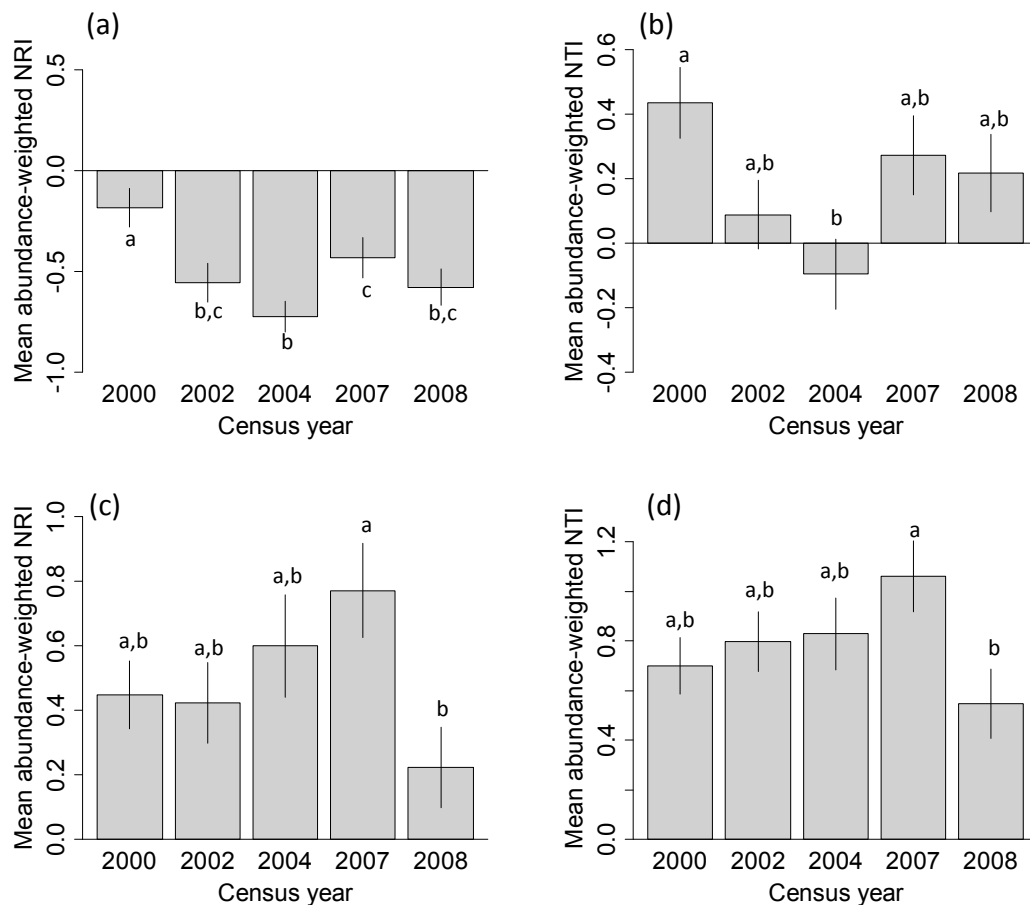 (a)
Mean abundance-weighted NRI
0.5
0.0
-0.5
-1.0
a
b,c
b
c
b,c
2000 2002 2004 2007 2008
Census year
(b)
Mean abundance-weighted NTI
0.6
0.4
0.2
0.0
-0.2
-0.4
a
a,b
b
a,b
a,b
2000 2002 2004 2007 2008
Census year
(c)
Mean abundance-weighted NRI
1.0
0.8
0.6
0.4
0.2
0.0
a,b
a,b
a,b
a
b
2000 2002 2004 2007 2008
Census year
(d)
Mean abundance-weighted NTI
1.2
0.8
0.4
0.0
a,b
a,b
a,b
a
b
2000 2002 2004 2007 2008
Census year